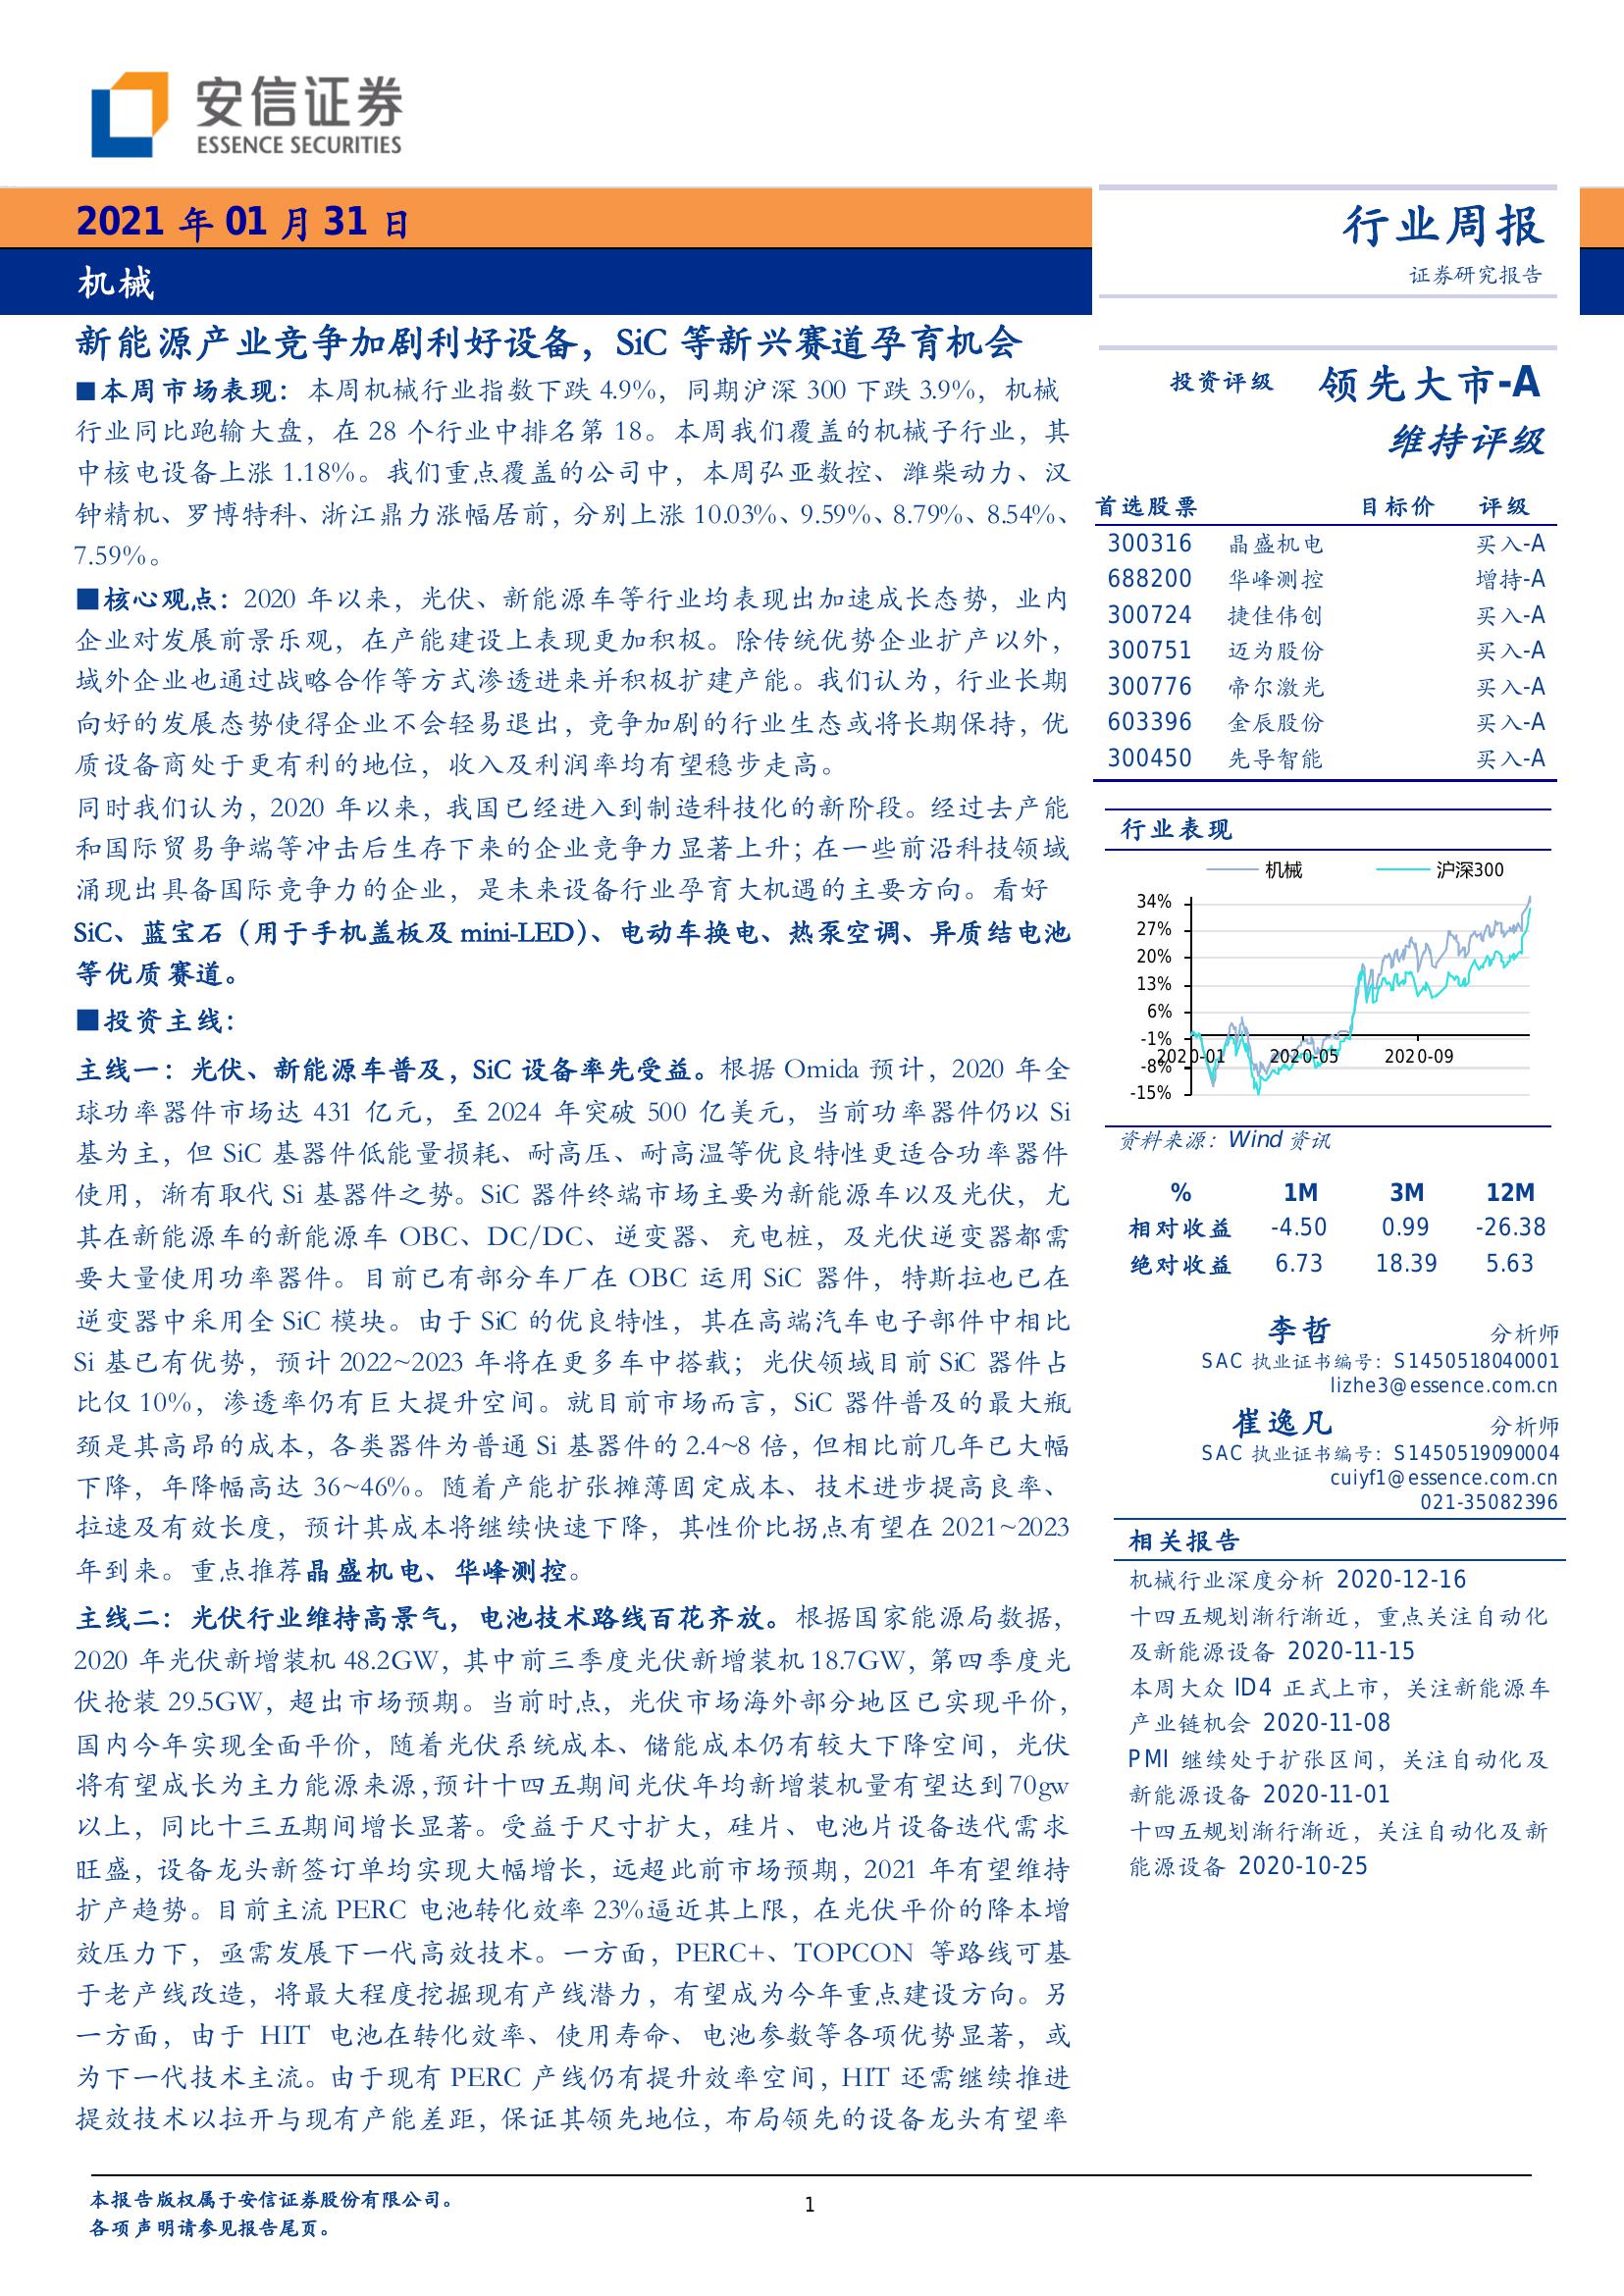 安信证券
ESSENCE SECURITIES
2021 年 01 月 31 日
机械
行业周报
证券研究报告
新能源产业竞争加剧利好设备，SiC 等新兴赛道孕育机会
■本周市场表现：本周机械行业指数下跌 4.9%，同期沪深 300 下跌 3.9%，机械
行业同比跑输大盘，在 28 个行业中排名第 18。本周我们覆盖的机械子行业，其
中核电设备上涨 1.18%。我们重点覆盖的公司中，本周弘亚数控、潍柴动力、汉
钟精机、罗博特科、浙江鼎力涨幅居前，分别上涨 10.03%、9.59%、8.79%、8.54%、
7.59%。
■核心观点：2020 年以来，光伏、新能源车等行业均表现出加速成长态势，业内
企业对发展前景乐观，在产能建设上表现更加积极。除传统优势企业扩产以外，
域外企业也通过战略合作等方式渗透进来并积极扩建产能。我们认为，行业长期
向好的发展态势使得企业不会轻易退出，竞争加剧的行业生态或将长期保持，优
质设备商处于更有利的地位，收入及利润率均有望稳步走高。
同时我们认为，2020 年以来，我国已经进入到制造科技化的新阶段。经过去产能
和国际贸易争端等冲击后生存下来的企业竞争力显著上升；在一些前沿科技领域
涌现出具备国际竞争力的企业，是未来设备行业孕育大机遇的主要方向。看好
SiC、蓝宝石（用于手机盖板及 mini-LED）、电动车换电、热泵空调、异质结电池
等优质赛道。
■投资主线：
主线一：光伏、新能源车普及，SiC 设备率先受益。根据 Omida 预计，2020 年全
球功率器件市场达 431 亿元，至 2024 年突破 500 亿美元，当前功率器件仍以 Si
基为主，但 SiC 基器件低能量损耗、耐高压、耐高温等优良特性更适合功率器件
使用，渐有取代 Si 基器件之势。SiC 器件终端市场主要为新能源车以及光伏，尤
其在新能源车的新能源车 OBC、DC/DC、逆变器、充电桩，及光伏逆变器都需
要大量使用功率器件。目前已有部分车厂在 OBC 运用 SiC 器件，特斯拉也已在
逆变器中采用全 SiC 模块。由于 SiC 的优良特性，其在高端汽车电子部件中相比
Si 基已有优势，预计 2022~2023 年将在更多车中搭载；光伏领域目前 SiC 器件占
比仅 10%，渗透率仍有巨大提升空间。就目前市场而言，SiC 器件普及的最大瓶
颈是其高昂的成本，各类器件为普通 Si 基器件的 2.4~8 倍，但相比前几年已大幅
下降，年降幅高达 36~46%。随着产能扩张摊薄固定成本、技术进步提高良率、
拉速及有效长度，预计其成本将继续快速下降，其性价比拐点有望在 2021~2023
年到来。重点推荐晶盛机电、华峰测控。
主线二：光伏行业维持高景气，电池技术路线百花齐放。根据国家能源局数据，
2020 年光伏新增装机 48.2GW，其中前三季度光伏新增装机 18.7GW，第四季度光
伏抢装 29.5GW，超出市场预期。当前时点，光伏市场海外部分地区已实现平价，
国内今年实现全面平价，随着光伏系统成本、储能成本仍有较大下降空间，光伏
将有望成长为主力能源来源，预计十四五期间光伏年均新增装机量有望达到 70gw
以上，同比十三五期间增长显著。受益于尺寸扩大，硅片、电池片设备迭代需求
旺盛，设备龙头新签订单均实现大幅增长，远超此前市场预期，2021 年有望维持
扩产趋势。目前主流 PERC 电池转化效率 23%逼近其上限，在光伏平价的降本增
效压力下，亟需发展下一代高效技术。一方面，PERC+、TOPCON 等路线可基
于老产线改造，将最大程度挖掘现有产线潜力，有望成为今年重点建设方向。另
一方面，由于 HIT 电池在转化效率、使用寿命、电池参数等各项优势显著，或
为下一代技术主流。由于现有 PERC 产线仍有提升效率空间，HIT 还需继续推进
提效技术以拉开与现有产能差距，保证其领先地位，布局领先的设备龙头有望率
投资评级 领先大市-A
维持评级
首选股票 目标价 评级
300316 晶盛机电 买入-A
688200 华峰测控 增持-A
300724 捷佳伟创 买入-A
300751 迈为股份 买入-A
300776 帝尔激光 买入-A
603396 金辰股份 买入-A
300450 先导智能 买入-A
行业表现
机械 沪深300
34%
27%
20%
13%
6%
-1%
-8%
-15%
2020-01 2020-05 2020-09
资料来源：Wind 资讯
% 1M 3M 12M
相对收益 -4.50 0.99 -26.38
绝对收益 6.73 18.39 5.63
李哲 分析师
SAC 执业证书编号：S1450518040001
lizhe3@essence.com.cn
崔逸凡 分析师
SAC 执业证书编号：S1450519090004
cuiyf1@essence.com.cn
021-35082396
相关报告
机械行业深度分析 2020-12-16
十四五规划渐行渐近，重点关注自动化
及新能源设备 2020-11-15
本周大众 ID4 正式上市，关注新能源车
产业链机会 2020-11-08
PMI 继续处于扩张区间，关注自动化及
新能源设备 2020-11-01
十四五规划渐行渐近，关注自动化及新
能源设备 2020-10-25
本报告版权属于安信证券股份有限公司。
各项声明请参见报告尾页。
1